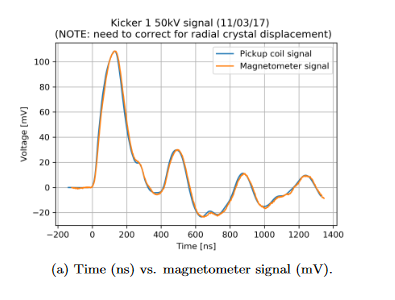 Kicker 1 50kV signal (11/03/17)
(NOTE: need to correct for radial crystal displacement)
Pickup coil signal
Magnetometer signal
Voltage [mV]
100
80
60
40
20
0
−20
−200 0 200 400 600 800 1000 1200 1400
Time [ns]
(a) Time (ns) vs. magnetometer signal (mV).